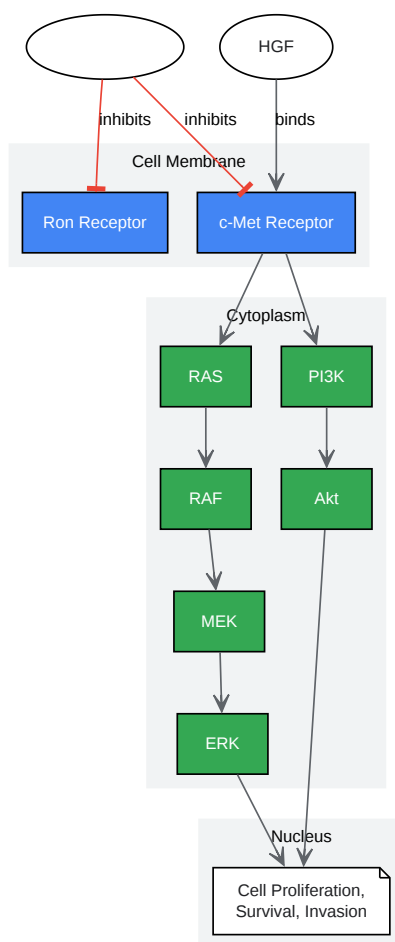 HGF
inhibits
inhibits
binds
Cell Membrane
Ron Receptor
c-Met Receptor
Cytoplasm
RAS
PI3K
RAF
Akt
MEK
ERK
Nucleus
Cell Proliferation,
Survival, Invasion